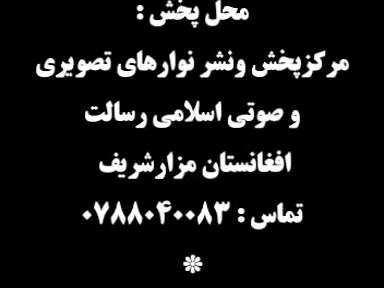 محل پخش :
مرکزپخش ونشر نوارهای تصویری
و صوتی اسلامی رسالت
افغانستان مزارشریف
تماس : ۰۷۸۸۰۴۰۰۸۳